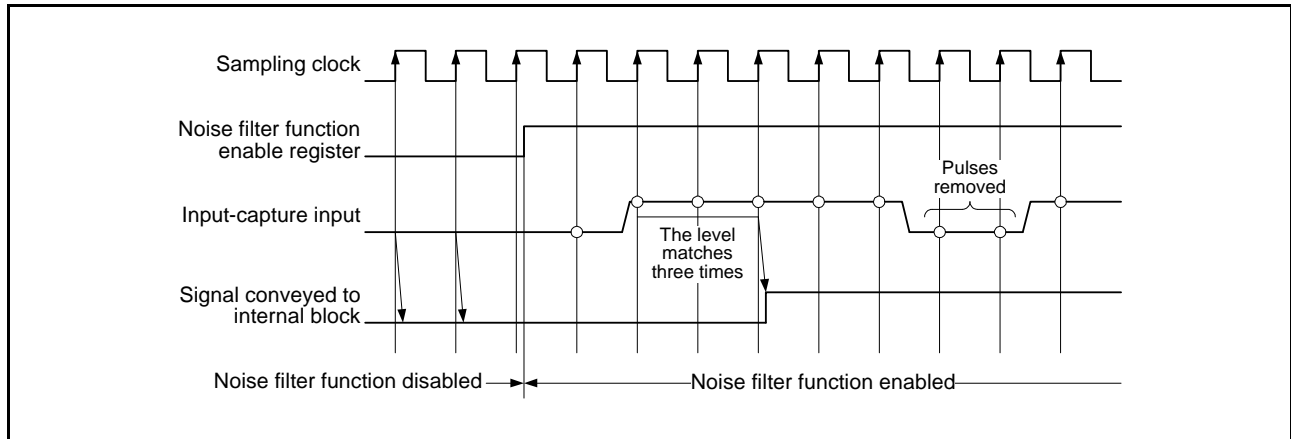 Sampling clock
Noise filter function
enable register
Pulses
removed
Input-capture input
The level
matches
three times
Signal conveyed to
internal block
Noise filter function disabled
Noise filter function enabled